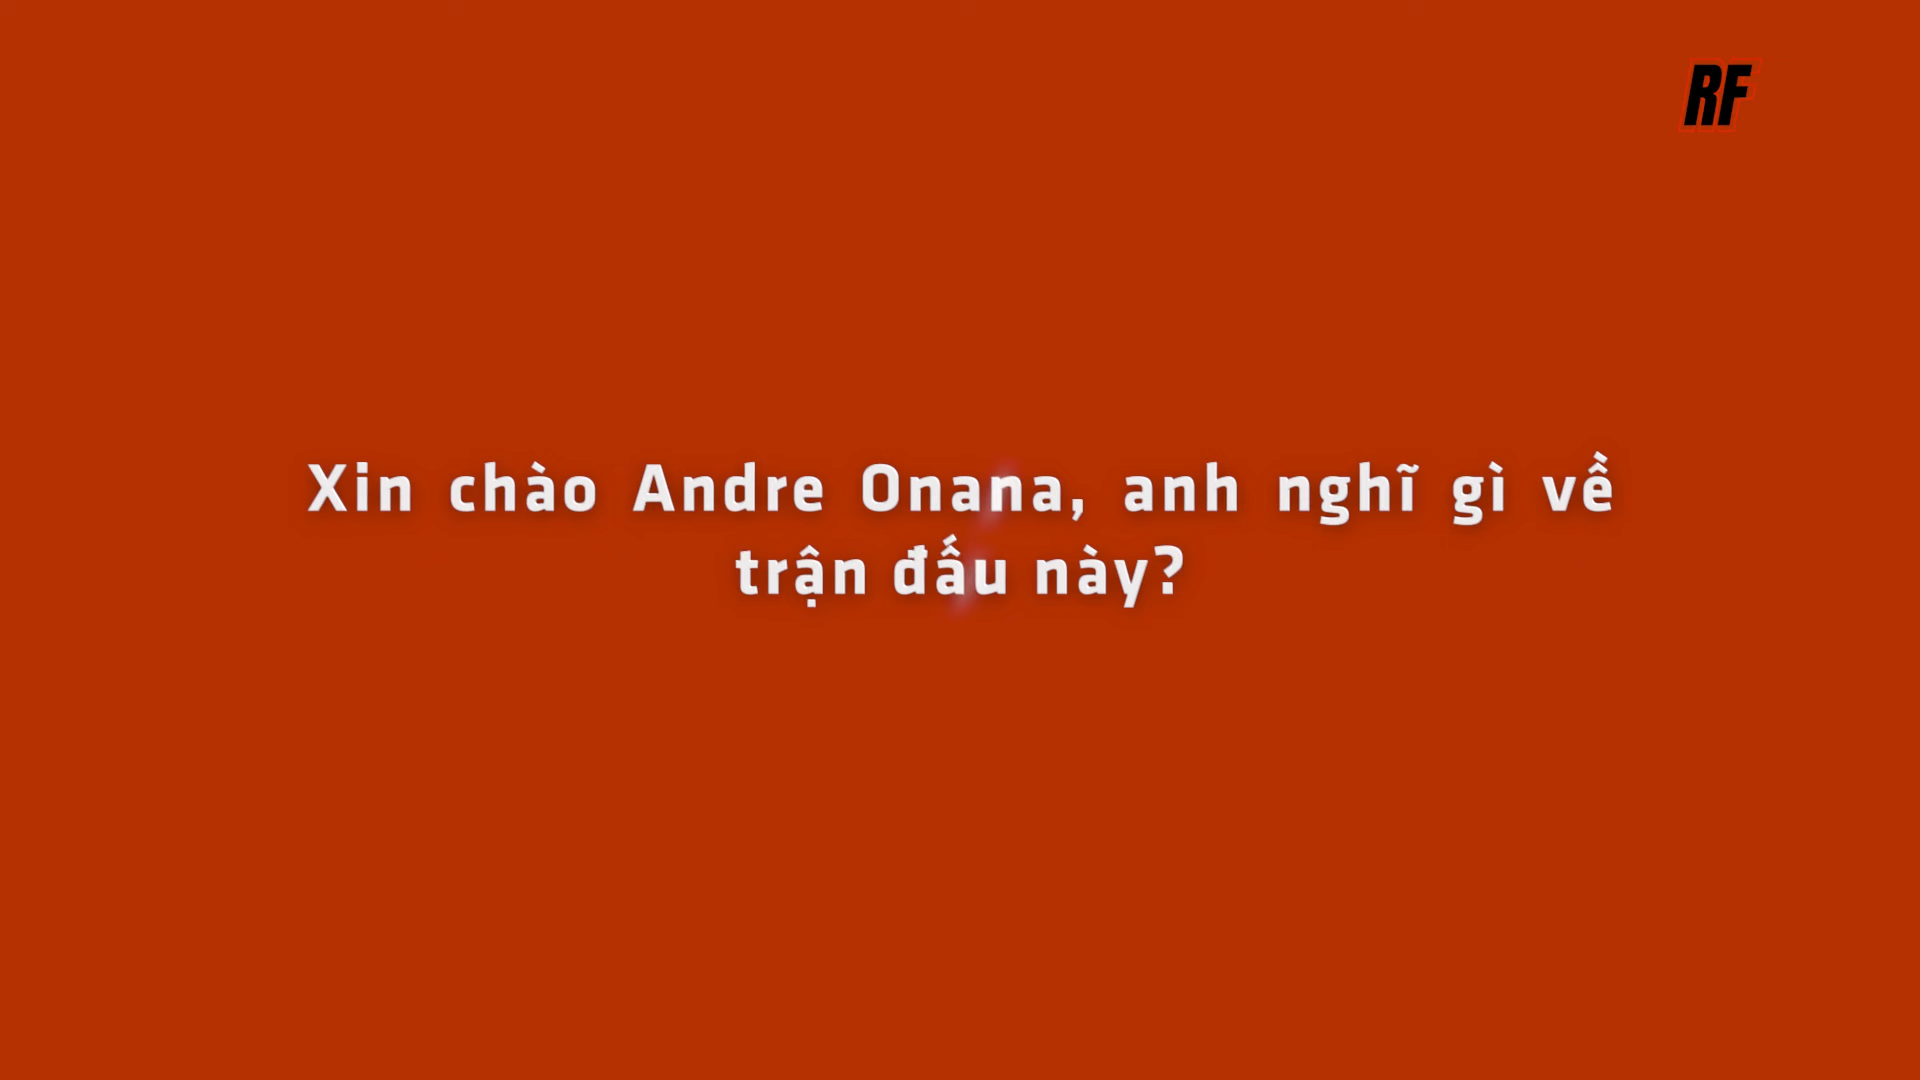 RF
Xin chào Andre Onana, anh nghĩ gì về
trận đấu này?